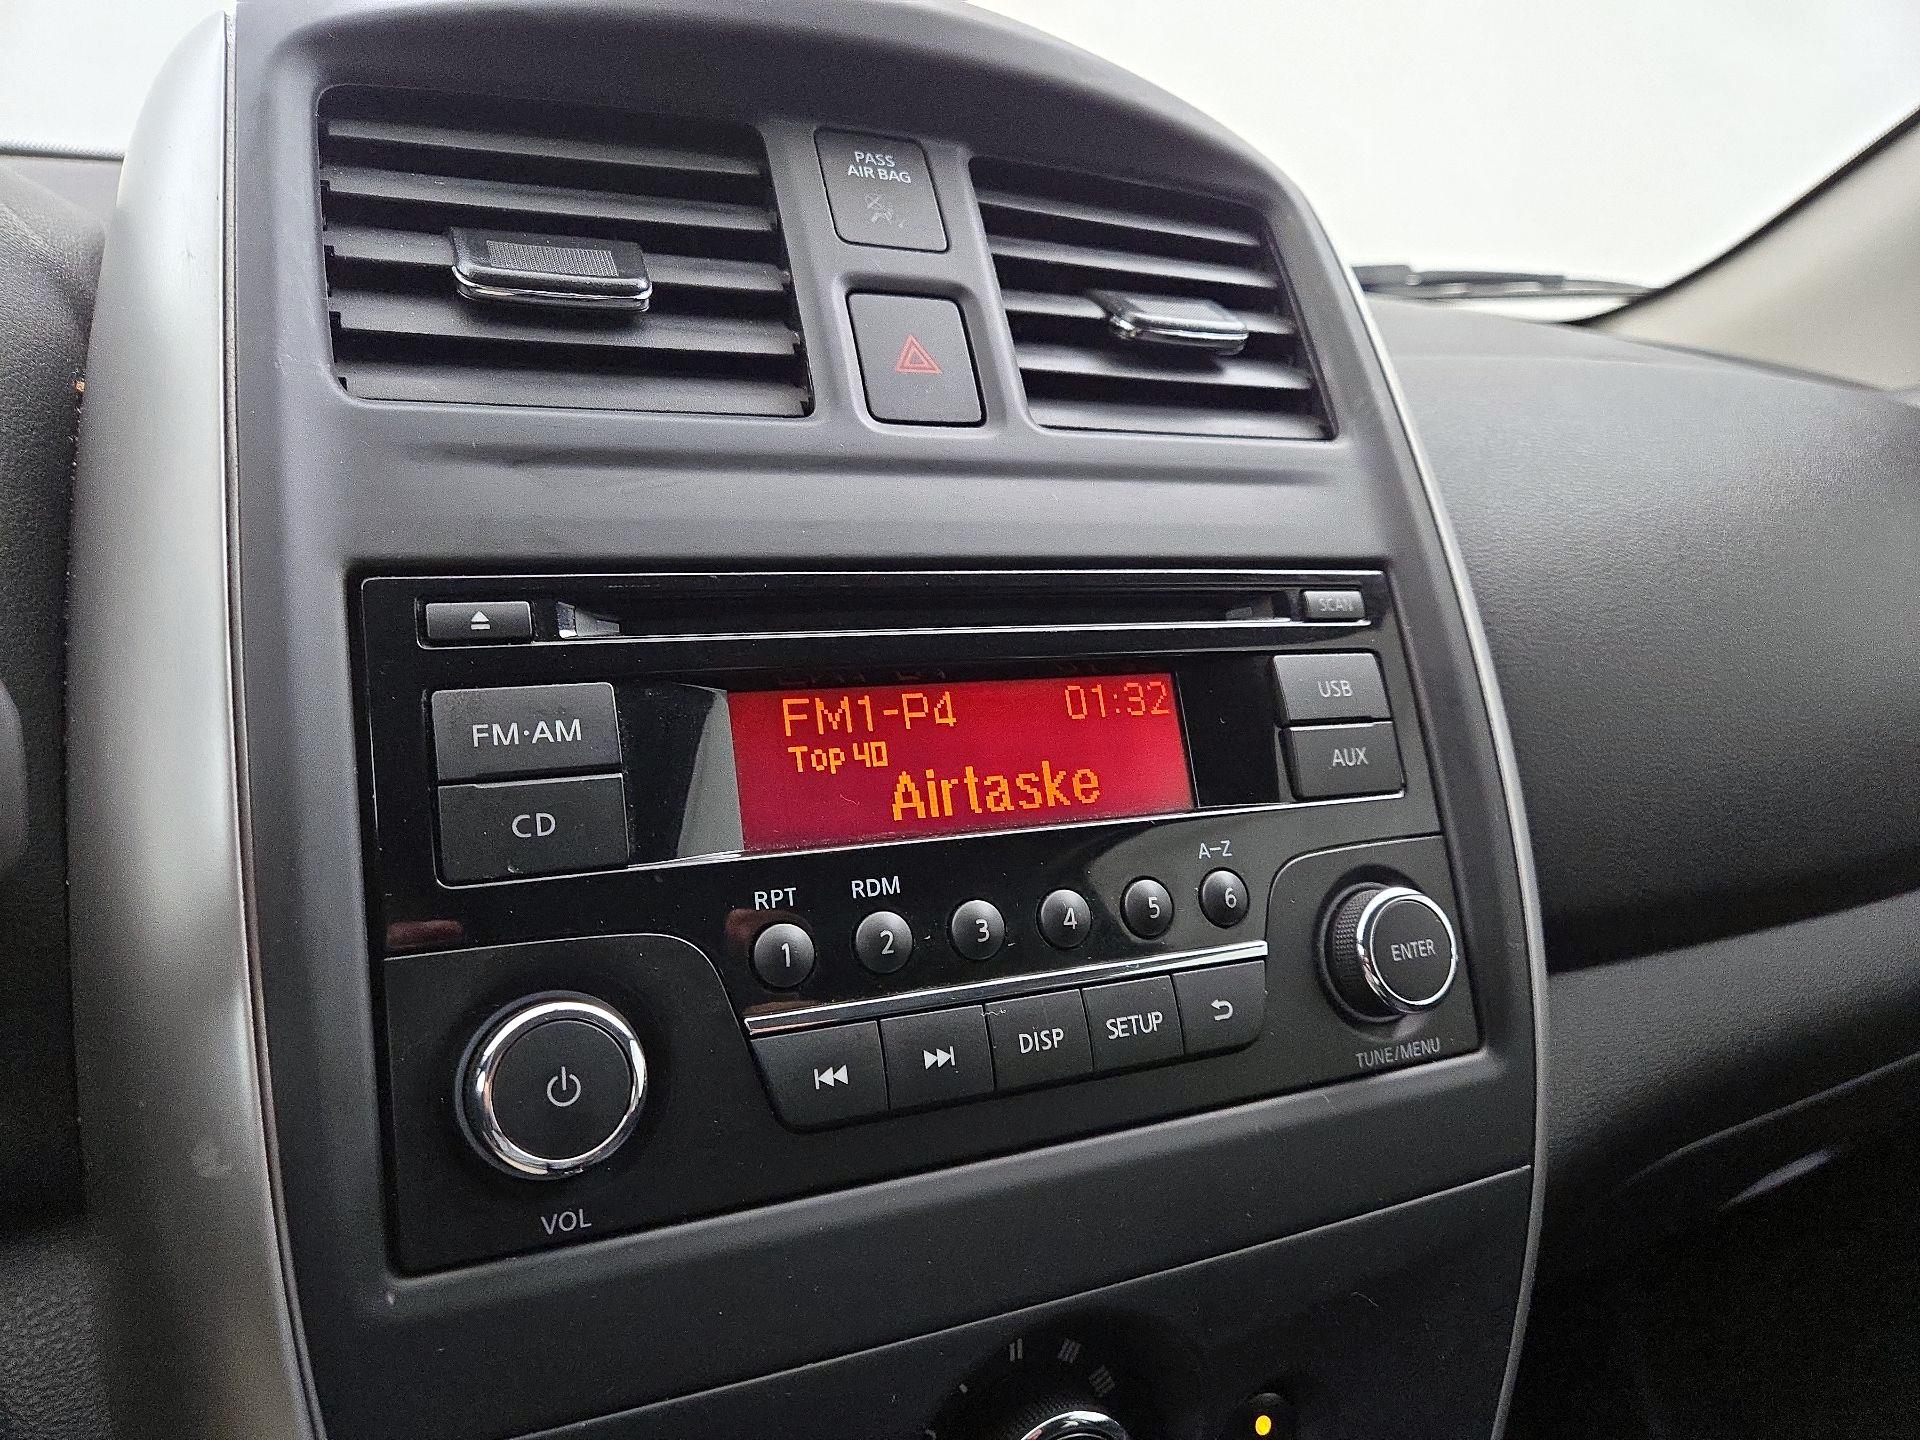 PASS
AIR BAG
SCAN
FM·AM
CD
FM1-P4 01:32
Top 40
Airtaske
USB
AUX
RPT RDM A-Z
1 2 3 4 5 6
DISP SETUP
ENTER
TUNE/MENU
VOL